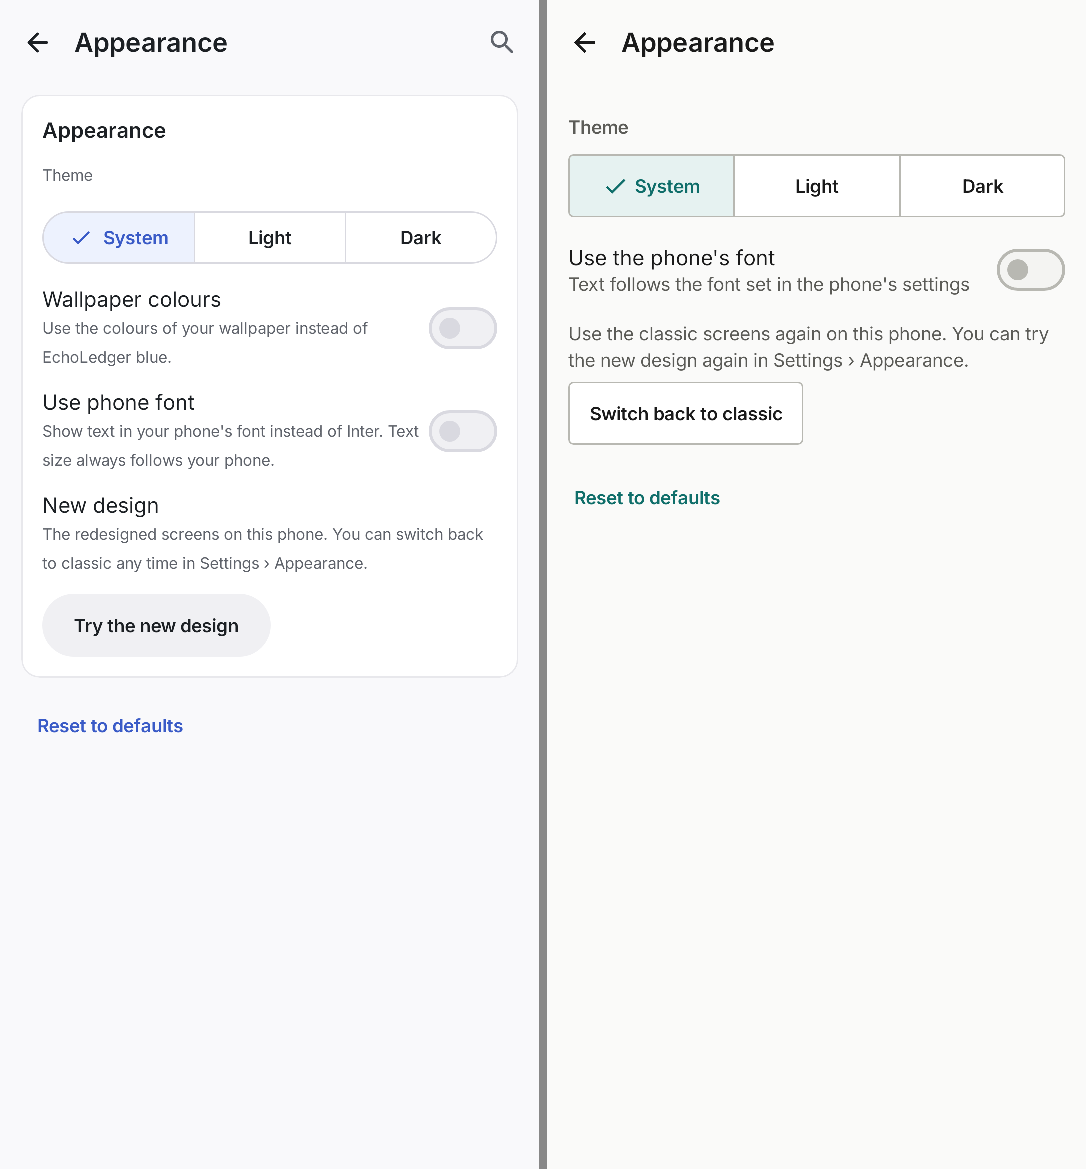 Appearance
Appearance
Theme
System
Light
Dark
Wallpaper colours
Use the colours of your wallpaper instead of
EchoLedger blue.
Use phone font
Show text in your phone's font instead of Inter. Text
size always follows your phone.
New design
The redesigned screens on this phone. You can switch back
to classic any time in Settings › Appearance.
Try the new design
Reset to defaults
Appearance
Theme
System
Light
Dark
Use the phone's font
Text follows the font set in the phone's settings
Use the classic screens again on this phone. You can try
the new design again in Settings › Appearance.
Switch back to classic
Reset to defaults